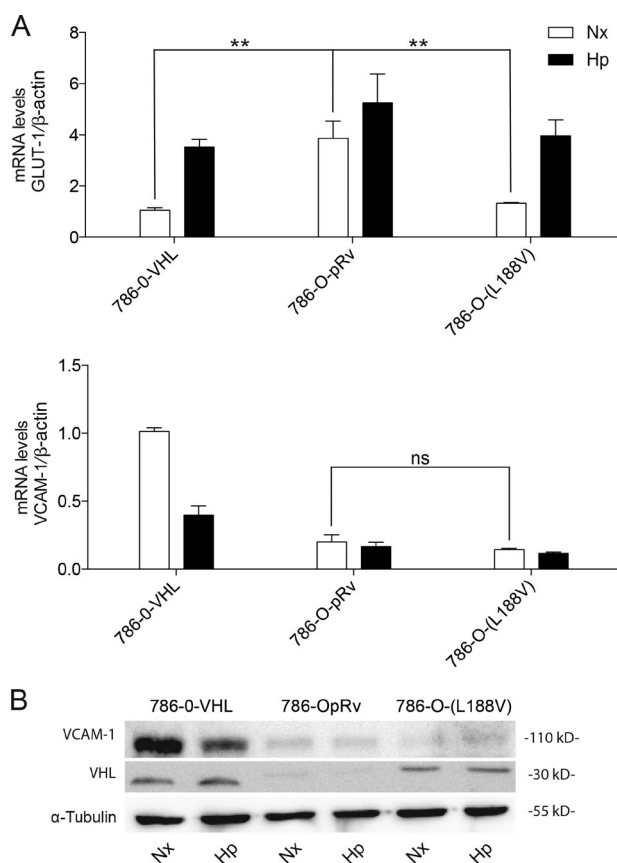 A
mRNA levels
GLUT-1/β-actin
8
6
4
2
0
**
**
Nx
Hp
786-0-VHL
786-O-pRv
786-O-(L188V)
mRNA levels
VCAM-1/β-actin
1.5
1.0
0.5
0.0
ns
786-0-VHL
786-O-pRv
786-O-(L188V)
B
786-0-VHL 786-OpRv 786-O-(L188V)
VCAM-1 -110 kD-
VHL -30 kD-
α-Tubulin -55 kD-
Nx Hp Nx Hp Nx Hp